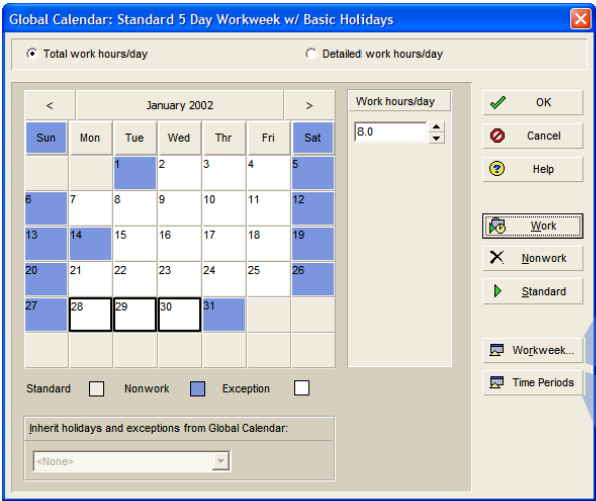 Global Calendar: Standard 5 Day Workweek w/ Basic Holidays
Total work hours/day Detailed work hours/day
< January 2002 >
Sun Mon Tue Wed Thr Fri Sat
1 2 3 4 5
6 7 8 9 10 11 12
13 14 15 16 17 18 19
20 21 22 23 24 25 26
27 28 29 30 31
Work hours/day
8.0
OK
Cancel
Help
Work
Nonwork
Standard
Workweek...
Time Periods
Standard Nonwork Exception
Inherit holidays and exceptions from Global Calendar:
<None>